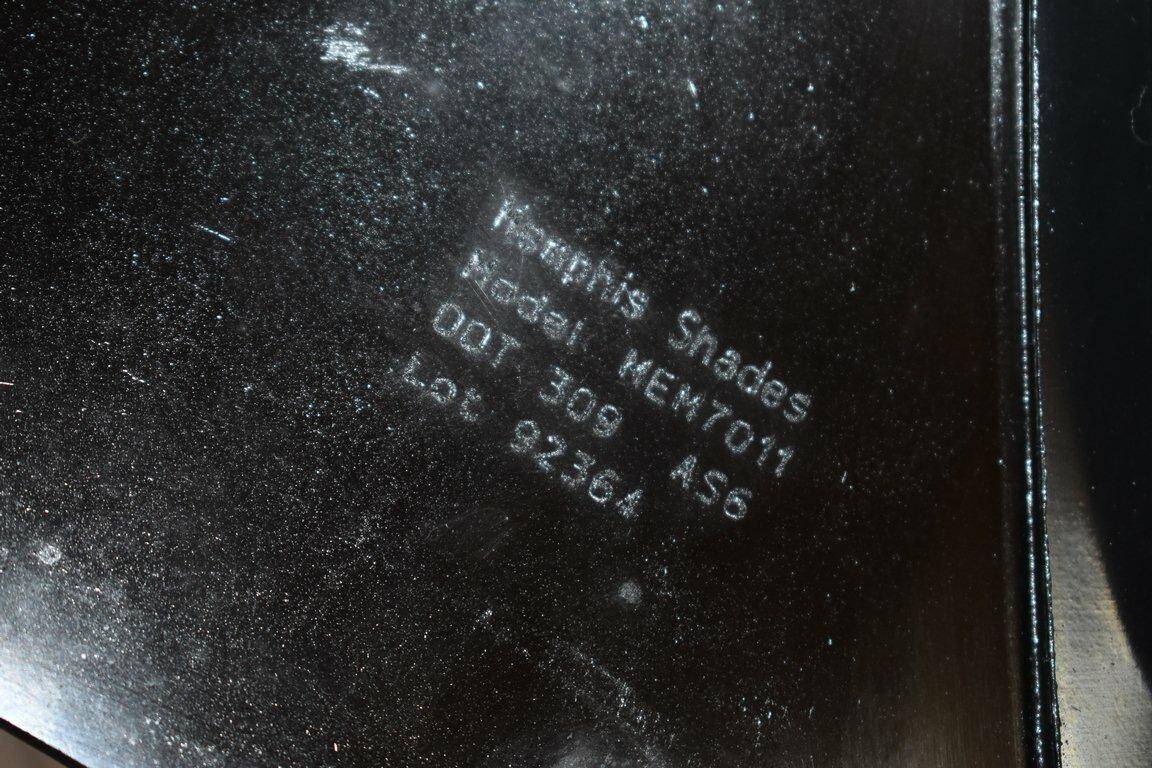 Memphis Shades
Model MEM7011
DOT 309 AS6
Lot 92364